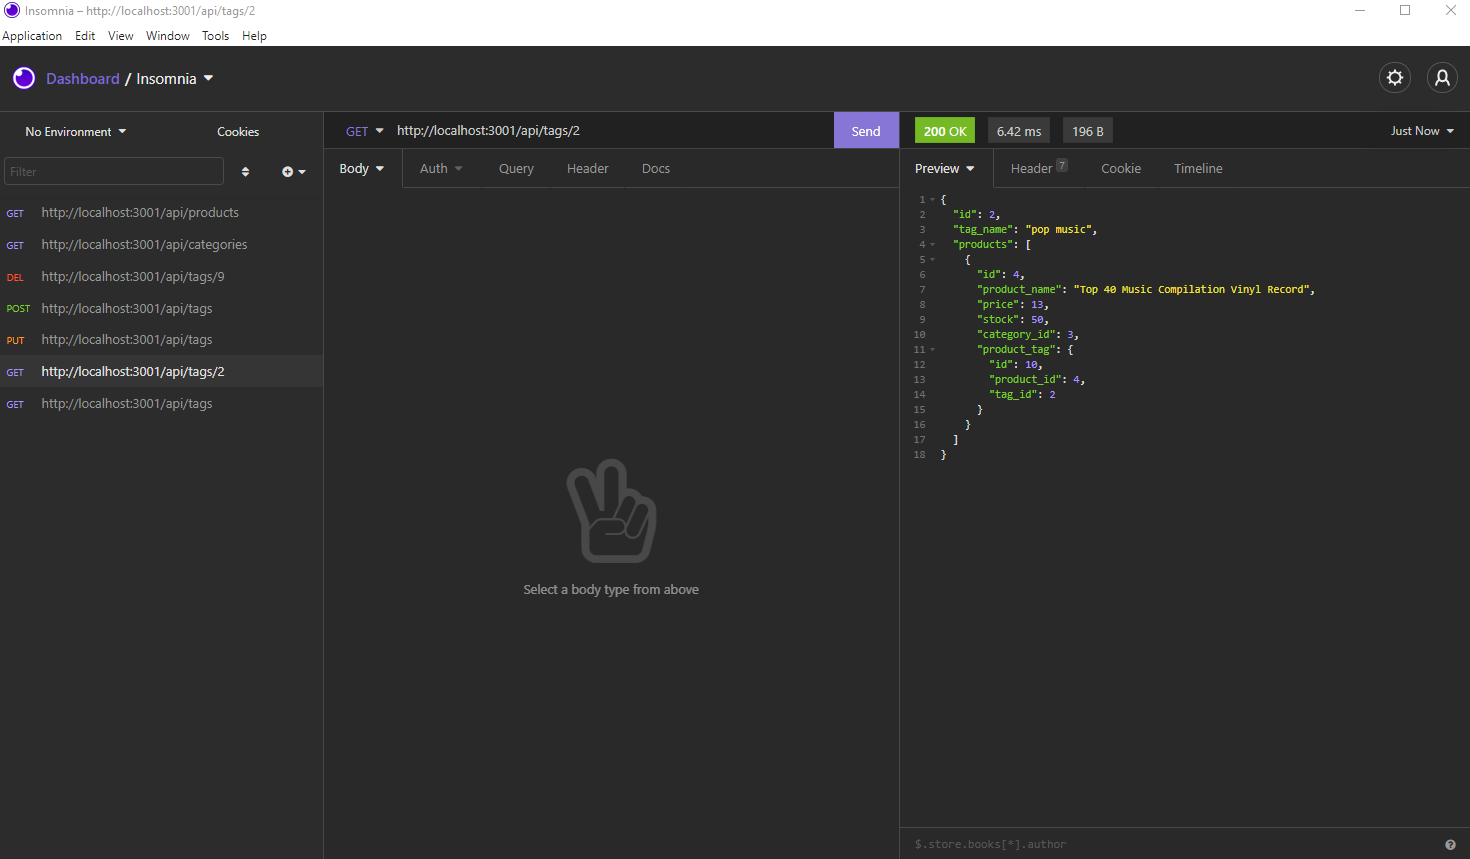 Insomnia – http://localhost:3001/api/tags/2
Application Edit View Window Tools Help
Dashboard / Insomnia
No Environment Cookies
Filter
GET http://localhost:3001/api/products
GET http://localhost:3001/api/categories
DEL http://localhost:3001/api/tags/9
POST http://localhost:3001/api/tags
PUT http://localhost:3001/api/tags
GET http://localhost:3001/api/tags/2
GET http://localhost:3001/api/tags
GET http://localhost:3001/api/tags/2 Send
Body Auth Query Header Docs
Select a body type from above
200 OK 6.42 ms 196 B Just Now
Preview Header 7 Cookie Timeline
1 {
2 "id": 2,
3 "tag_name": "pop music",
4 "products": [
5 {
6 "id": 4,
7 "product_name": "Top 40 Music Compilation Vinyl Record",
8 "price": 13,
9 "stock": 50,
10 "category_id": 3,
11 "product_tag": {
12 "id": 10,
13 "product_id": 4,
14 "tag_id": 2
15 }
16 }
17 ]
18 }
$.store.books[*].author